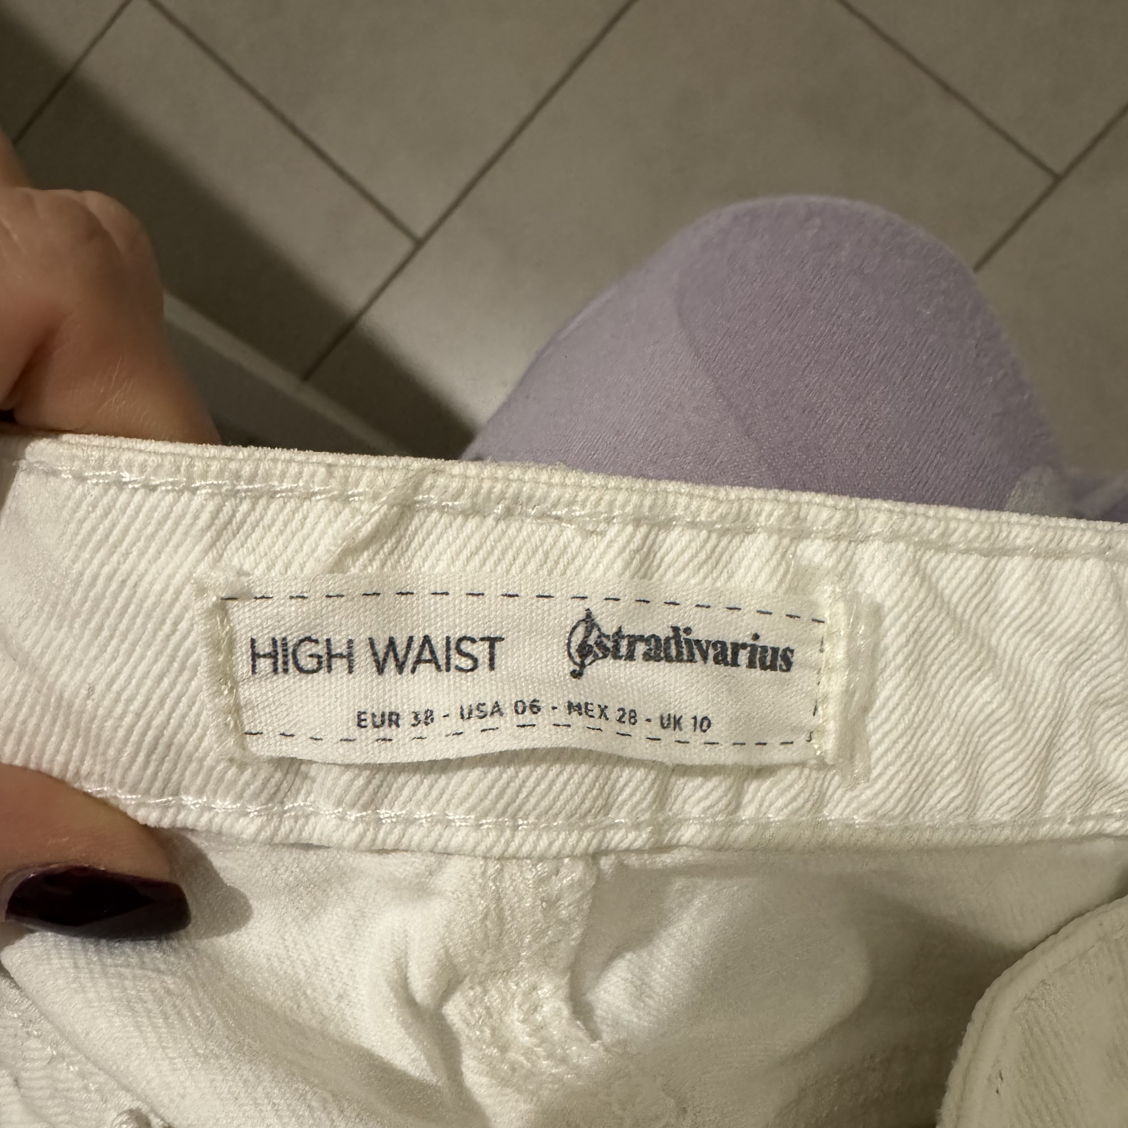 HIGH WAIST stradivarius
EUR 38 - USA 06 - MEX 28 - UK 10